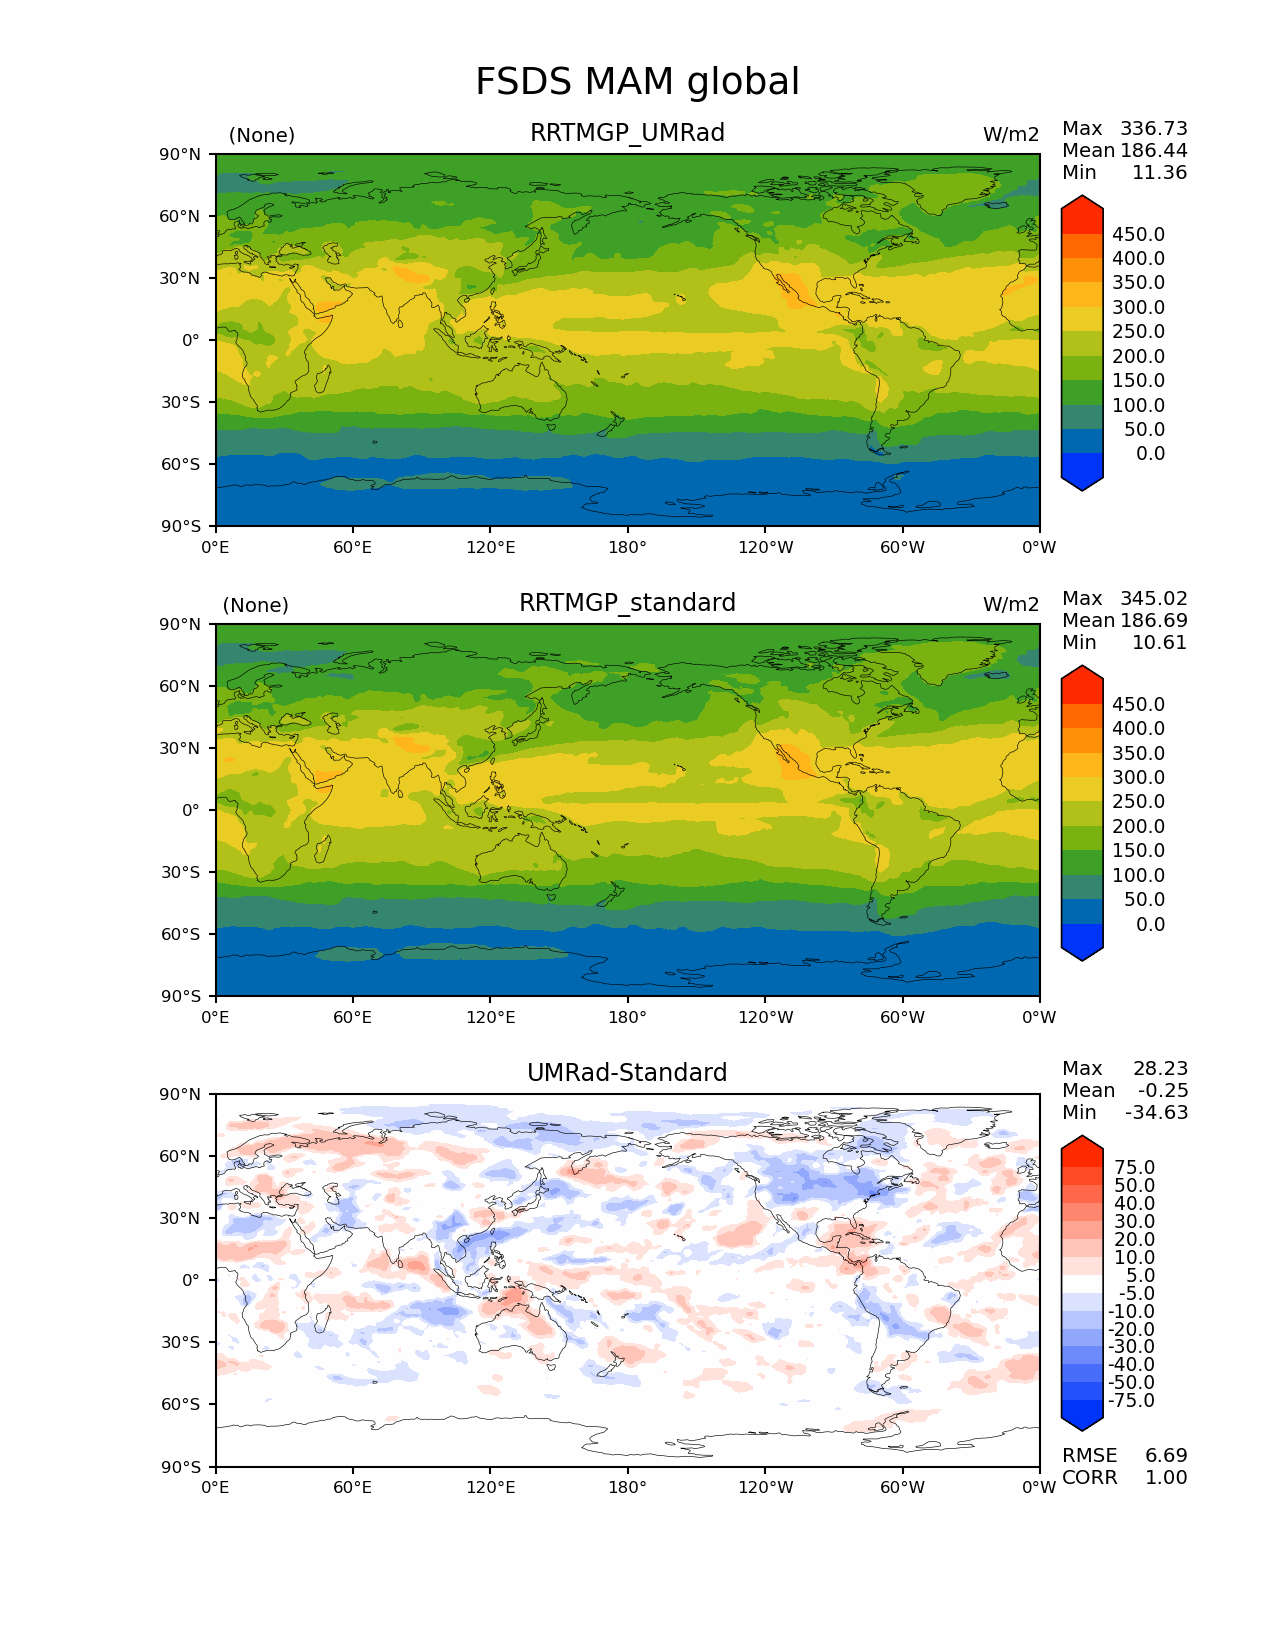 FSDS MAM global
(None) RRTMGP_UMRad W/m2
Max 336.73
Mean 186.44
Min 11.36
90°N
60°N
30°N
0°
30°S
60°S
90°S
0°E 60°E 120°E 180° 120°W 60°W 0°W
450.0
400.0
350.0
300.0
250.0
200.0
150.0
100.0
50.0
0.0
(None) RRTMGP_standard W/m2
Max 345.02
Mean 186.69
Min 10.61
90°N
60°N
30°N
0°
30°S
60°S
90°S
0°E 60°E 120°E 180° 120°W 60°W 0°W
450.0
400.0
350.0
300.0
250.0
200.0
150.0
100.0
50.0
0.0
UMRad-Standard
Max 28.23
Mean -0.25
Min -34.63
90°N
60°N
30°N
0°
30°S
60°S
90°S
0°E 60°E 120°E 180° 120°W 60°W 0°W
75.0
50.0
40.0
30.0
20.0
10.0
5.0
-5.0
-10.0
-20.0
-30.0
-40.0
-50.0
-75.0
RMSE 6.69
CORR 1.00